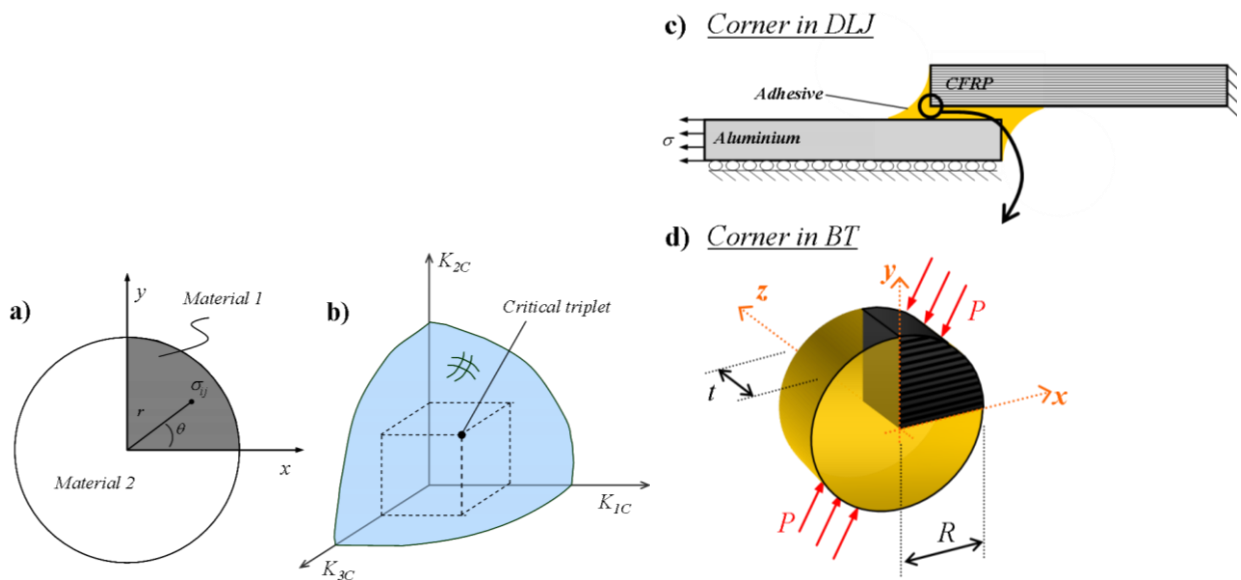 a)
y
Material 1
σij
r
θ
x
Material 2
b)
K2C
Critical triplet
K1C
K3C
c) Corner in DLJ
CFRP
Adhesive
σ
Aluminium
d) Corner in BT
y
z
P
t
x
P
R